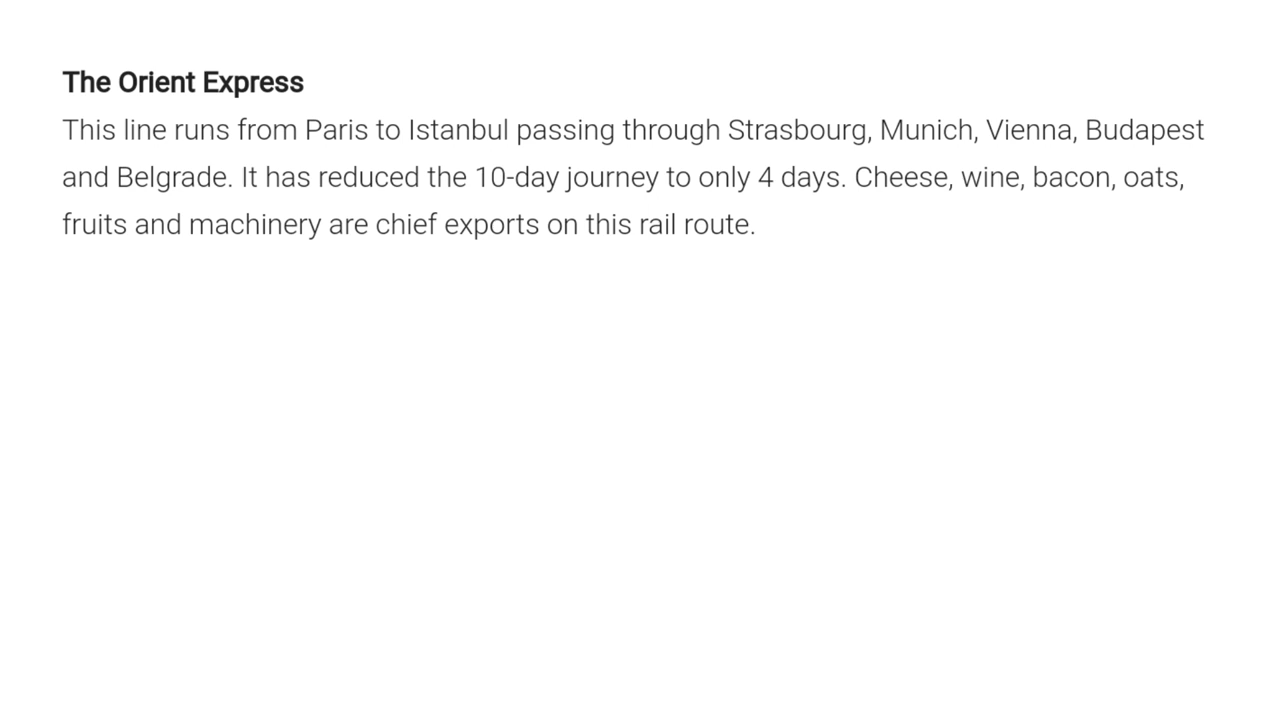 The Orient Express
This line runs from Paris to Istanbul passing through Strasbourg, Munich, Vienna, Budapest
and Belgrade. It has reduced the 10-day journey to only 4 days. Cheese, wine, bacon, oats,
fruits and machinery are chief exports on this rail route.